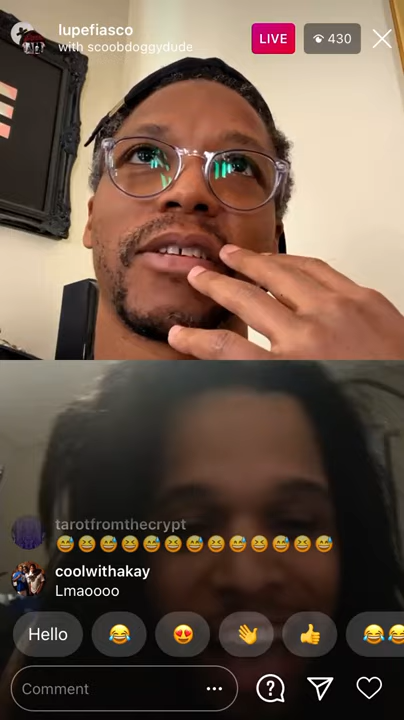 lupefiasco
LIVE
430
with scoobdoggydude
tarotfromthecrypt
😅😆😅😆😅😆😅😆😅😆😅😆😅
coolwithakay
Lmaoooo
Hello 😂 😍 👋 👍 😂😂
Comment